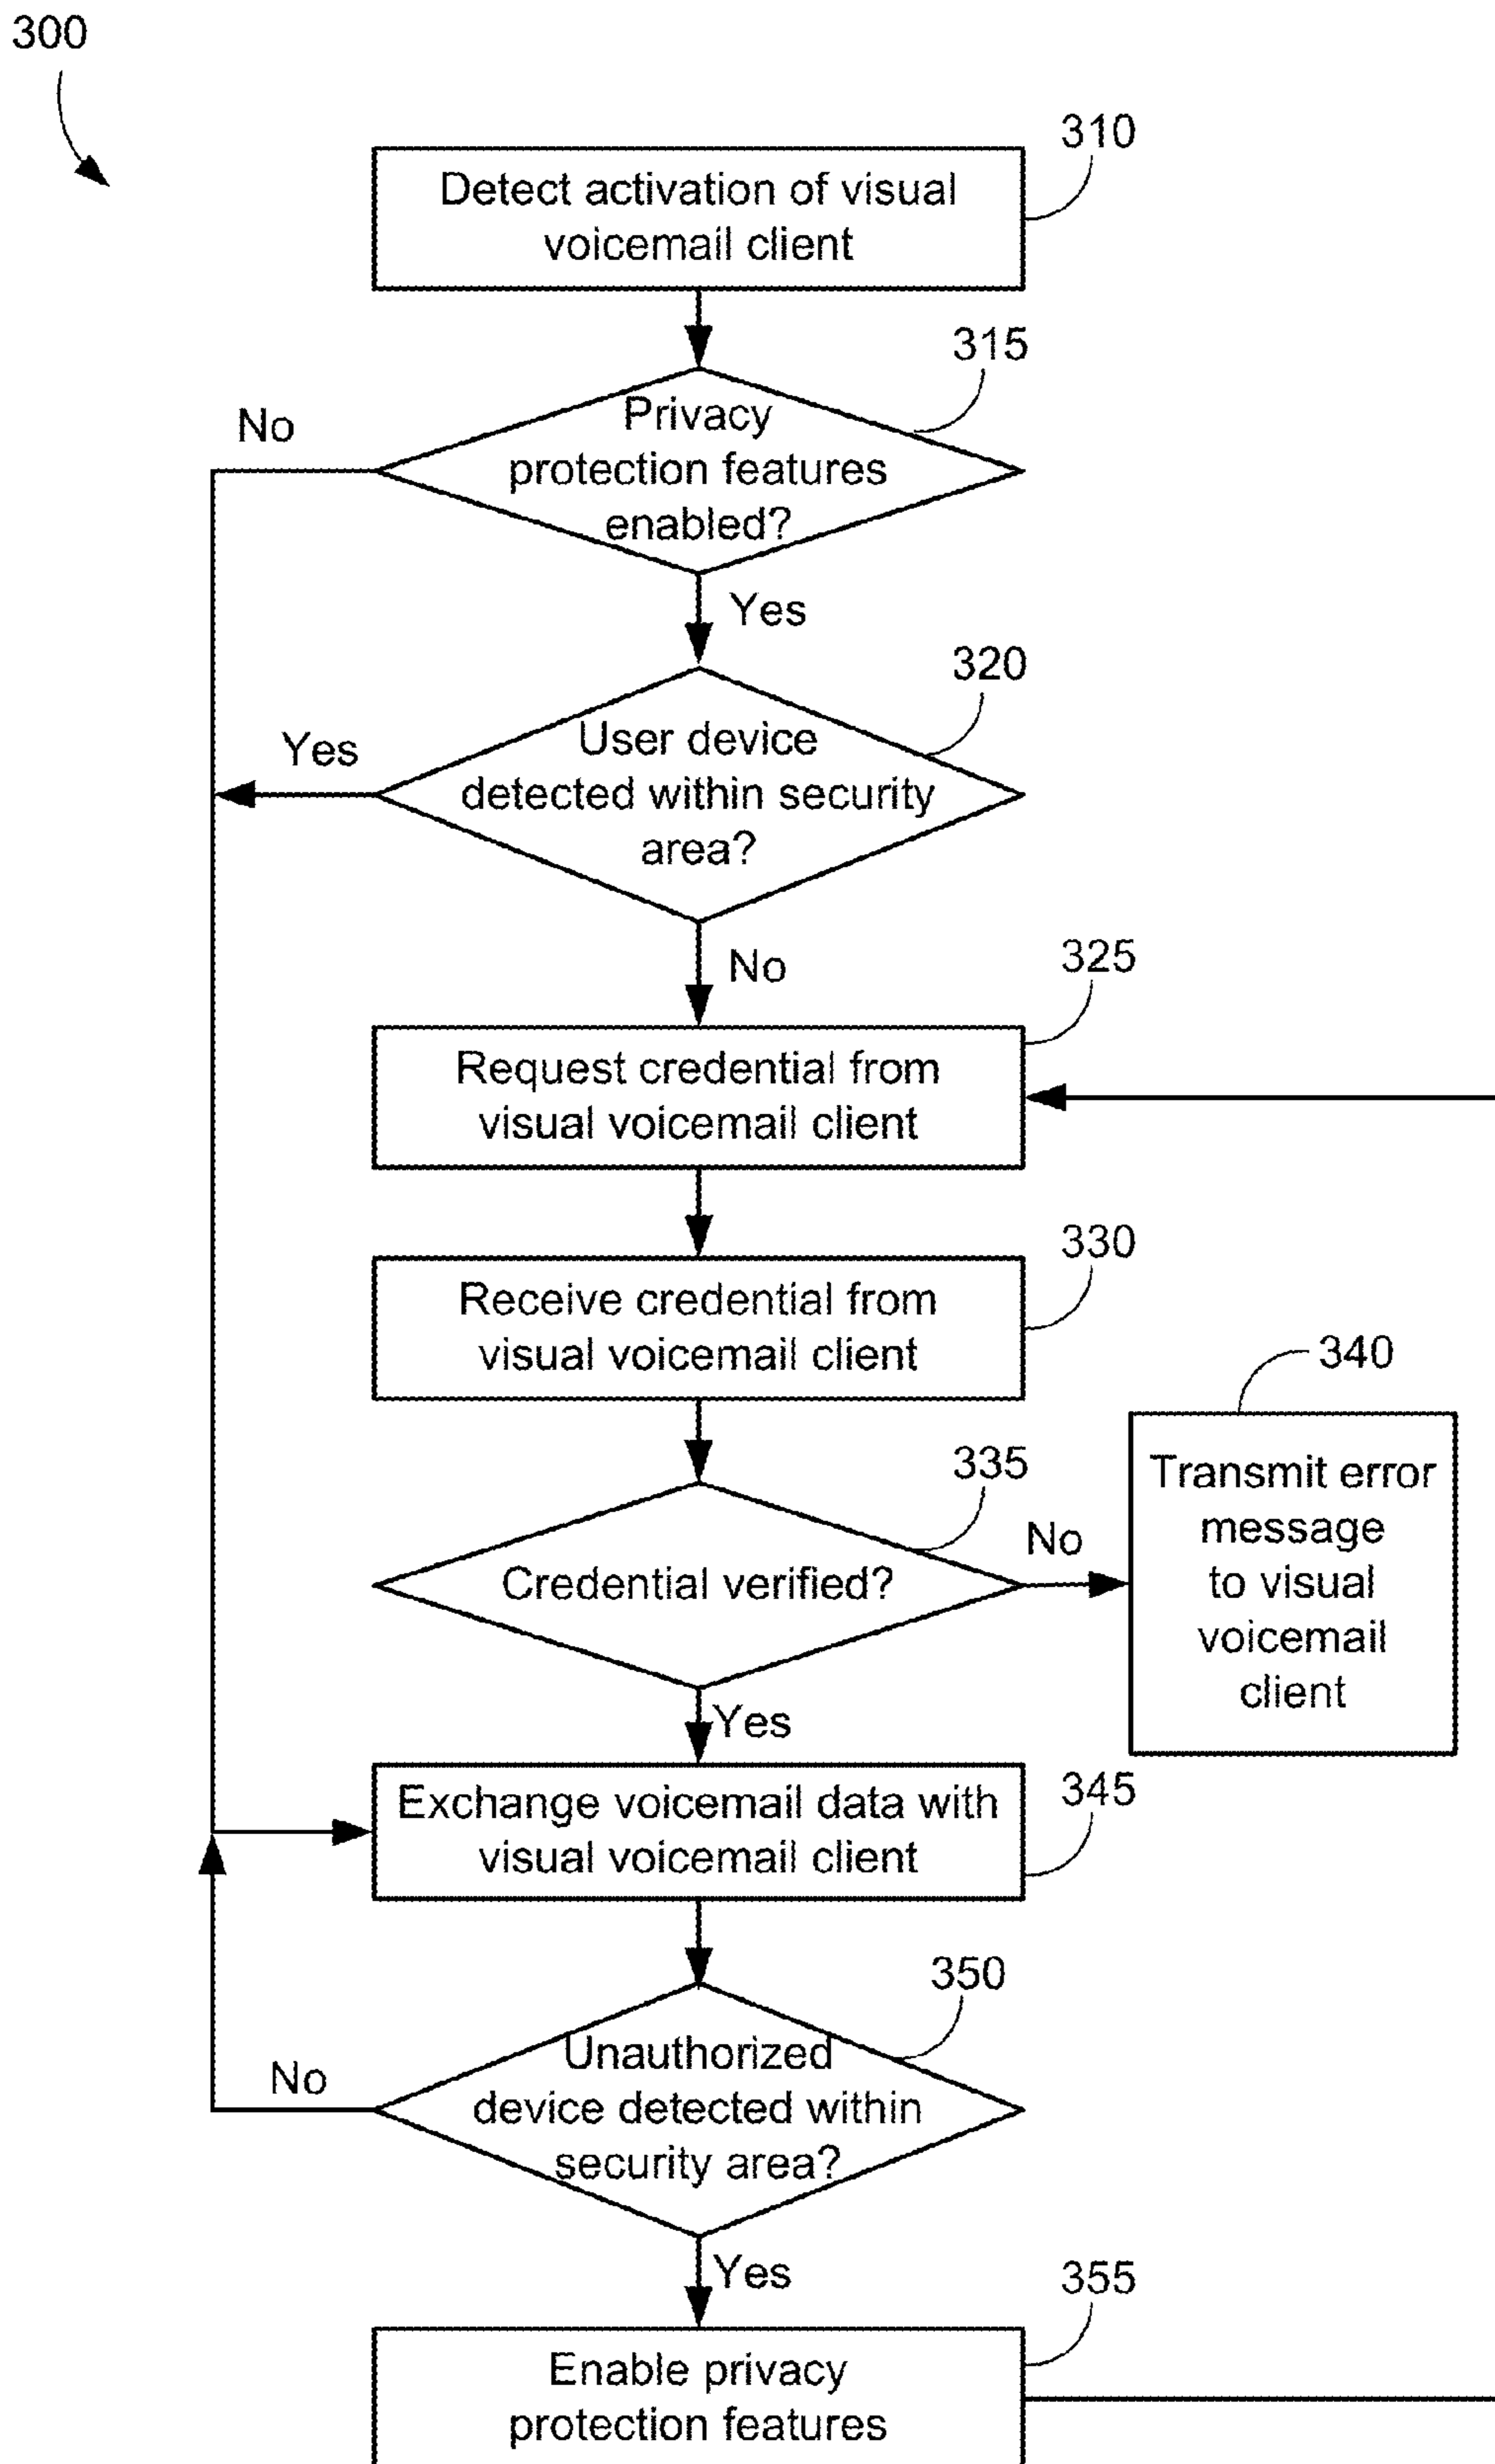 300
310
Detect activation of visual
voicemail client
315
Privacy
protection features
enabled?
No
Yes
320
User device
detected within security
area?
Yes
No
325
Request credential from
visual voicemail client
330
Receive credential from
visual voicemail client
335
Credential verified?
No
340
Transmit error
message
to visual
voicemail
client
Yes
345
Exchange voicemail data with
visual voicemail client
350
Unauthorized
device detected within
security area?
No
Yes
355
Enable privacy
protection features